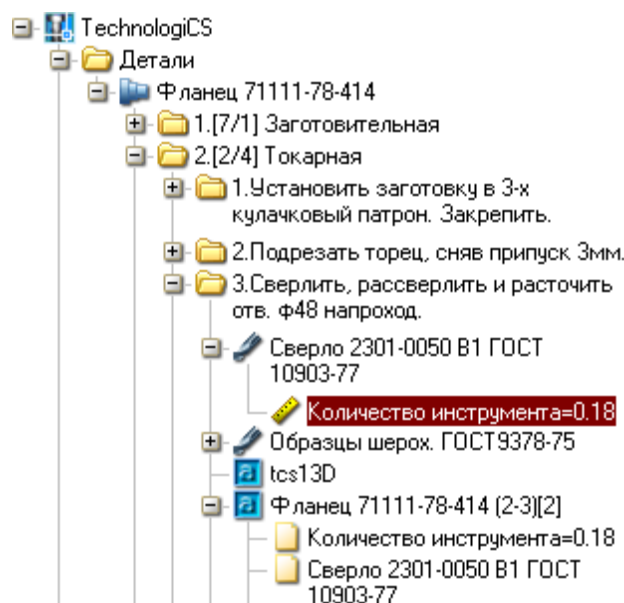 TechnologiCS
Детали
Фланец 71111-78-414
1.[7/1] Заготовительная
2.[2/4] Токарная
1.Установить заготовку в 3-х
кулачковый патрон. Закрепить.
2.Подрезать торец, сняв припуск 3мм.
3.Сверлить, рассверлить и расточить
отв. ф48 напроход.
Сверло 2301-0050 В1 ГОСТ
10903-77
Количество инструмента=0.18
Образцы шерох. ГОСТ9378-75
tcs13D
Фланец 71111-78-414 (2-3)[2]
Количество инструмента=0.18
Сверло 2301-0050 В1 ГОСТ
10903-77